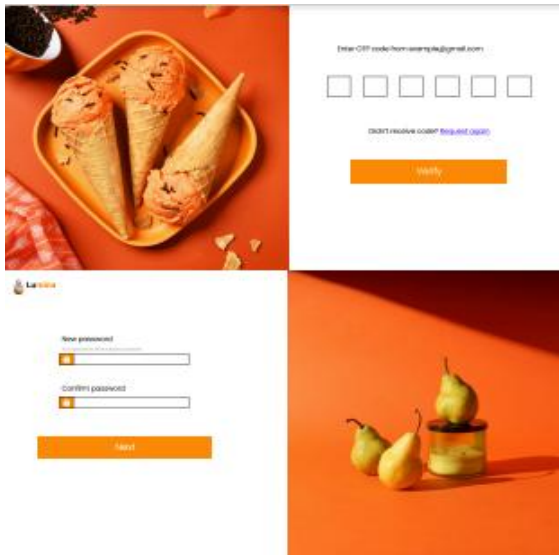 Enter OTP code from example@gmail.com
Didn't receive code? Request again
Verify
New password
Confirm password
Next